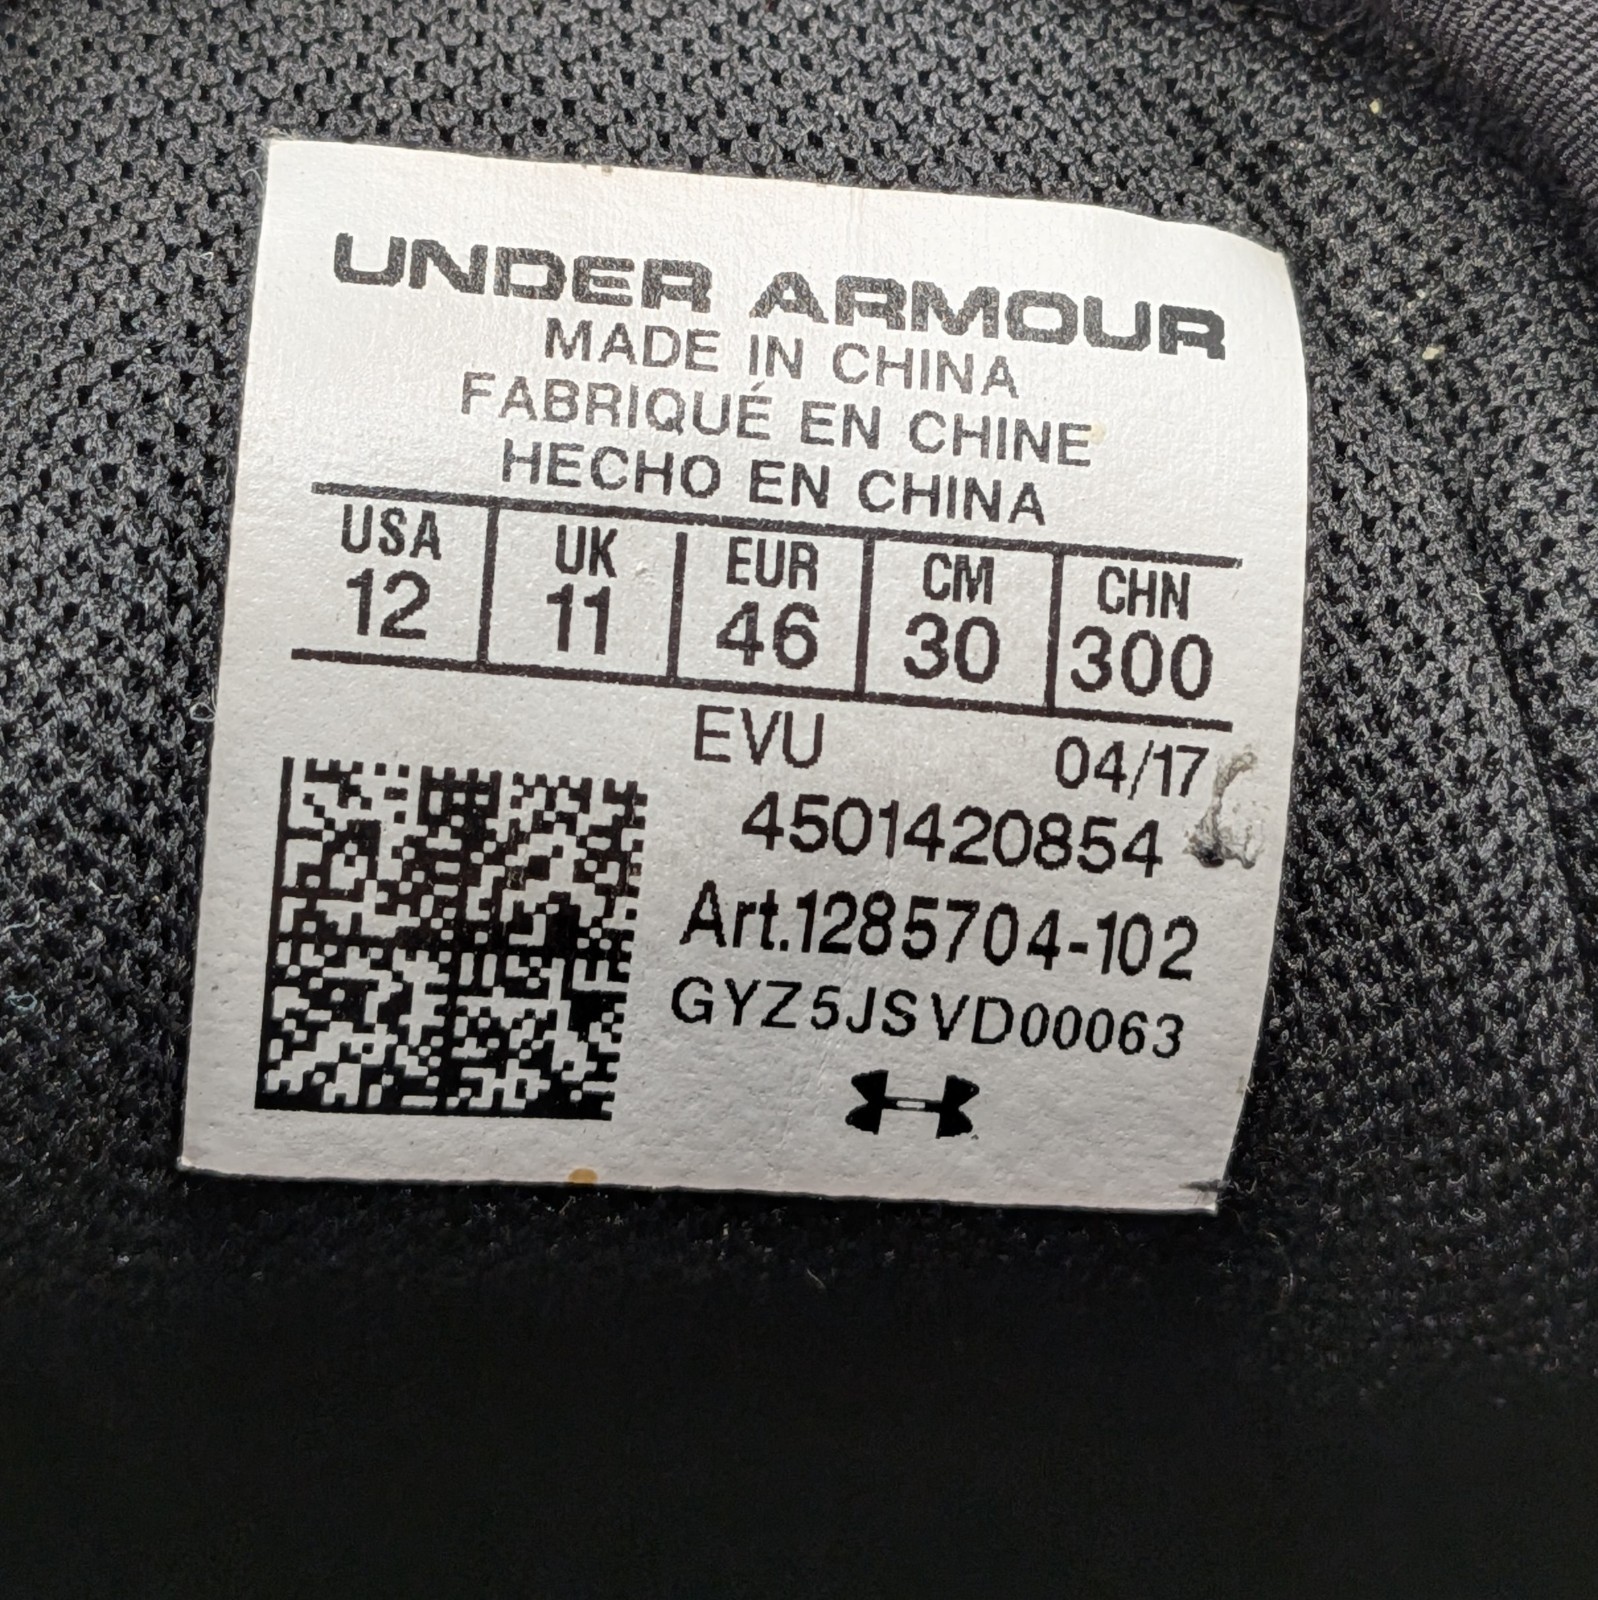 UNDER ARMOUR
MADE IN CHINA
FABRIQUÉ EN CHINE
HECHO EN CHINA
USA UK EUR CM CHN
12 11 46 30 300
EVU 04/17
4501420854
Art.1285704-102
GYZ5JSVD00063